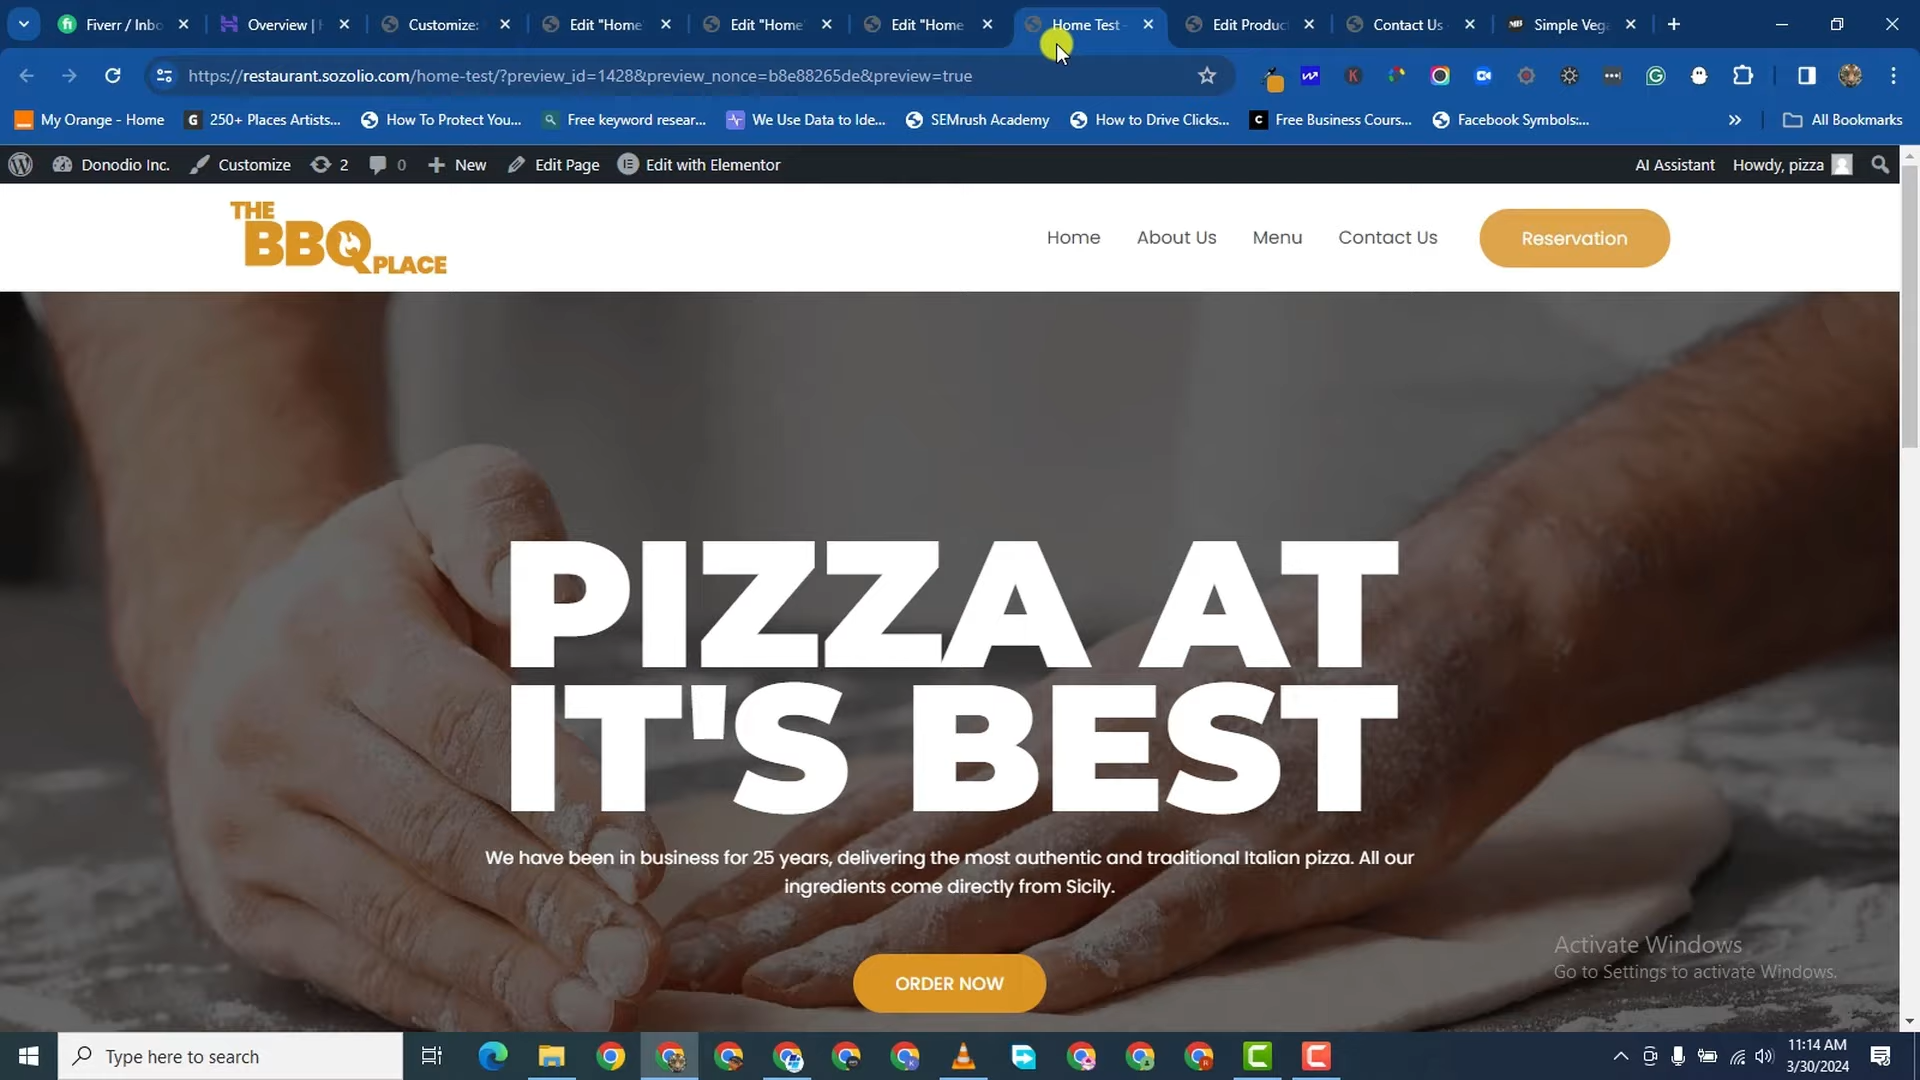 Fiverr / Inbo
Overview |
Customize:
Edit "Home
Edit "Home
Edit "Home
Home Test -
Edit Produc
Contact Us
Simple Vega
https://restaurant.sozolio.com/home-test/?preview_id=1428&preview_nonce=b8e88265de&preview=true
My Orange - Home
250+ Places Artists...
How To Protect You...
Free keyword resear...
We Use Data to Ide...
SEMrush Academy
How to Drive Clicks...
Free Business Cours...
Facebook Symbols:...
All Bookmarks
Donodio Inc.
Customize
2
0
New
Edit Page
Edit with Elementor
AI Assistant
Howdy, pizza
THE
BBQ PLACE
Home
About Us
Menu
Contact Us
Reservation
PIZZA AT
IT'S BEST
We have been in business for 25 years, delivering the most authentic and traditional Italian pizza. All our
ingredients come directly from Sicily.
ORDER NOW
Activate Windows
Go to Settings to activate Windows.
Type here to search
11:14 AM
3/30/2024